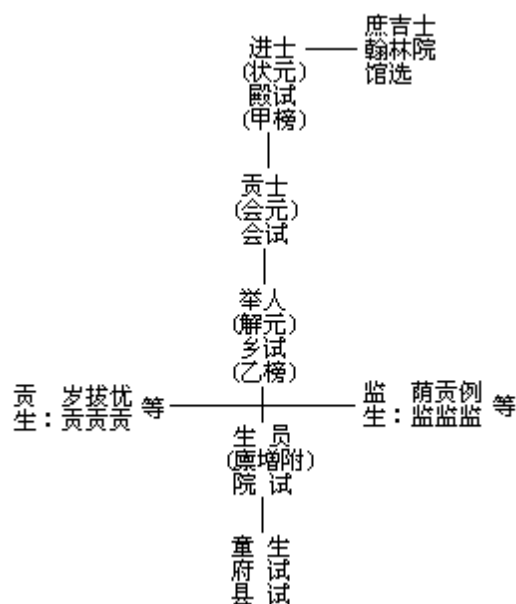 庶吉士
翰林院
馆选
进士
(状元)
殿试
(甲榜)
贡士
(会元)
会试
举人
(解元)
乡试
(乙榜)
贡 岁拔优
生：贡贡贡 等
监 荫贡例
生：监监监 等
生 员
(廪增附)
院 试
童 生
府 试
县 试